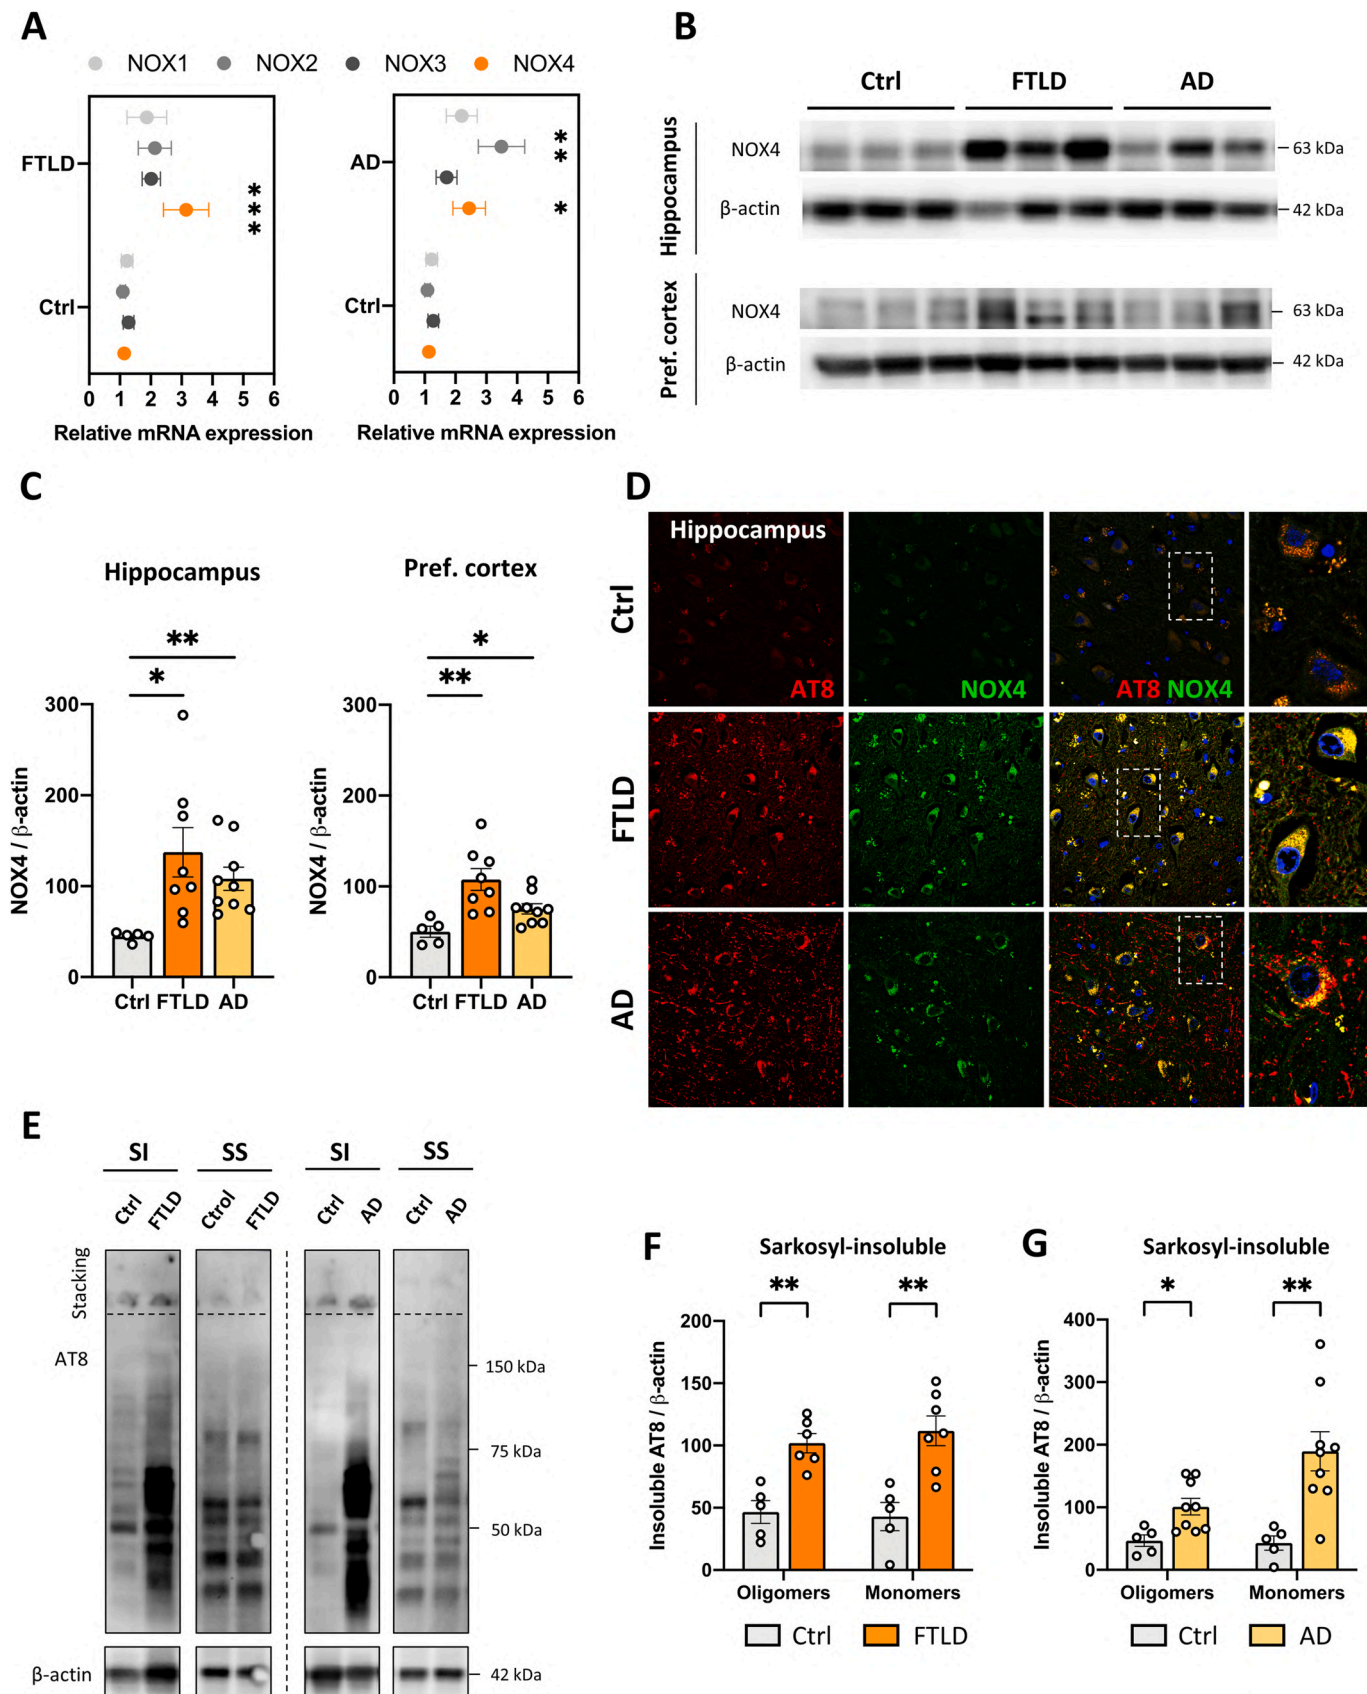 A
NOX1 NOX2 NOX3 NOX4
FTLD
Ctrl
***
0 1 2 3 4 5 6
Relative mRNA expression
AD
Ctrl
**
*
0 1 2 3 4 5 6
Relative mRNA expression
B
Ctrl FTLD AD
Hippocampus
NOX4 63 kDa
β-actin 42 kDa
Pref. cortex
NOX4 63 kDa
β-actin 42 kDa
C
Hippocampus
**
*
NOX4 / β-actin
300
200
100
0
Ctrl FTLD AD
Pref. cortex
*
**
NOX4 / β-actin
300
200
100
0
Ctrl FTLD AD
D
Hippocampus
Ctrl
AT8 NOX4 AT8 NOX4
FTLD
AD
E
SI SS SI SS
Ctrl FTLD Ctrol FTLD Ctrl AD Ctrl AD
Stacking
AT8
150 kDa
75 kDa
50 kDa
β-actin 42 kDa
F
Sarkosyl-insoluble
** **
Insoluble AT8 / β-actin
200
150
100
50
0
Oligomers Monomers
Ctrl FTLD
G
Sarkosyl-insoluble
* **
Insoluble AT8 / β-actin
400
300
200
100
0
Oligomers Monomers
Ctrl AD